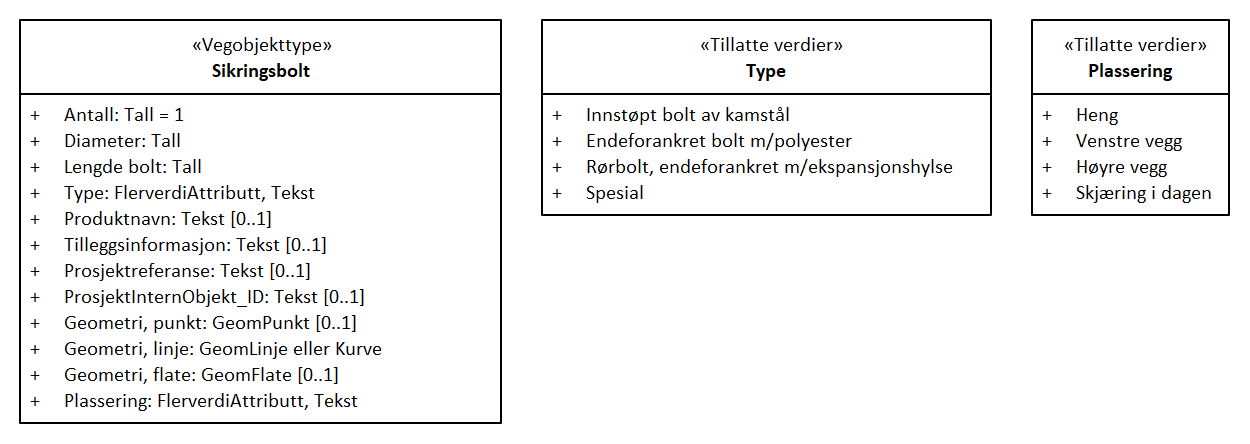 «Vegobjekttype»
Sikringsbolt
+ Antall: Tall = 1
+ Diameter: Tall
+ Lengde bolt: Tall
+ Type: FlerverdiAttributt, Tekst
+ Produktnavn: Tekst [0..1]
+ Tilleggsinformasjon: Tekst [0..1]
+ Prosjektreferanse: Tekst [0..1]
+ ProsjektInternObjekt_ID: Tekst [0..1]
+ Geometri, punkt: GeomPunkt [0..1]
+ Geometri, linje: GeomLinje eller Kurve
+ Geometri, flate: GeomFlate [0..1]
+ Plassering: FlerverdiAttributt, Tekst
«Tillatte verdier»
Type
+ Innstøpt bolt av kamstål
+ Endeforankret bolt m/polyester
+ Rørbolt, endeforankret m/ekspansjonshylse
+ Spesial
«Tillatte verdier»
Plassering
+ Heng
+ Venstre vegg
+ Høyre vegg
+ Skjæring i dagen